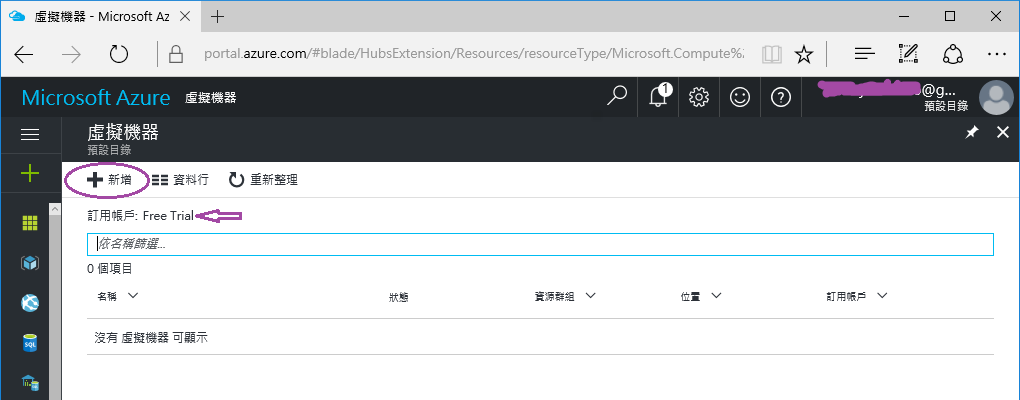 虛擬機器 - Microsoft Az
portal.azure.com/#blade/HubsExtension/Resources/resourceType/Microsoft.Compute%2
Microsoft Azure 虛擬機器 1 @g...
預設目錄
虛擬機器
預設目錄
新增 資料行 重新整理
訂用帳戶: Free Trial
依名稱篩選...
0 個項目
名稱 狀態 資源群組 位置 訂用帳戶
沒有 虛擬機器 可顯示
SQL